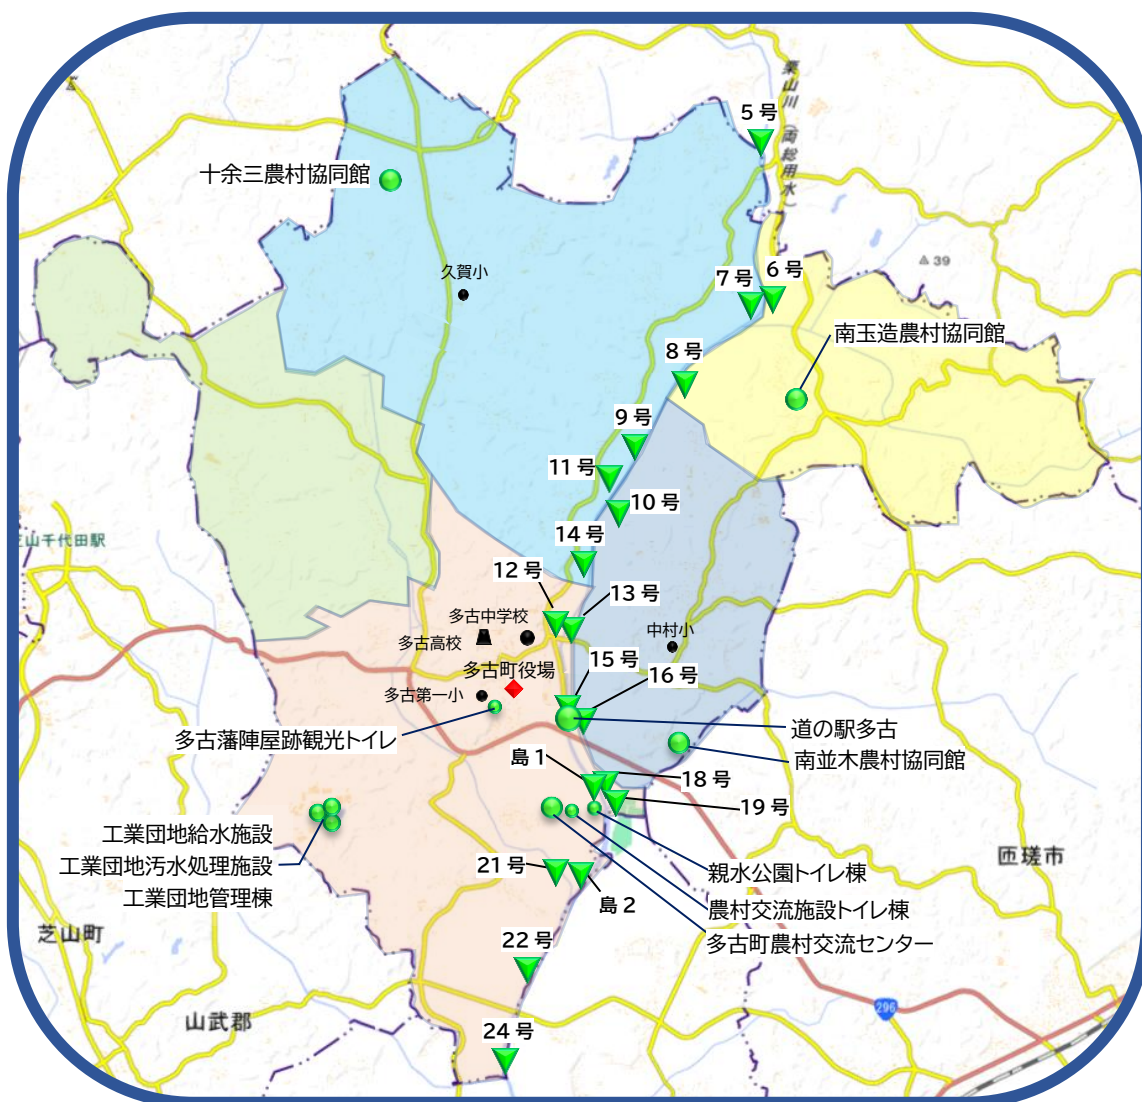 5号
栗山川(両総用水)
十余三農村協同館
久賀小
39
7号
6号
南玉造農村協同館
8号
9号
11号
10号
14号
芝山千代田駅
12号
13号
多古中学校
多古高校
中村小
多古町役場
15号
16号
多古第一小
道の駅多古
多古藩陣屋跡観光トイレ
南並木農村協同館
島1
18号
19号
工業団地給水施設
工業団地汚水処理施設
工業団地管理棟
21号
親水公園トイレ棟
匝瑳市
島2
農村交流施設トイレ棟
多古町農村交流センター
芝山町
22号
山武郡
296
24号